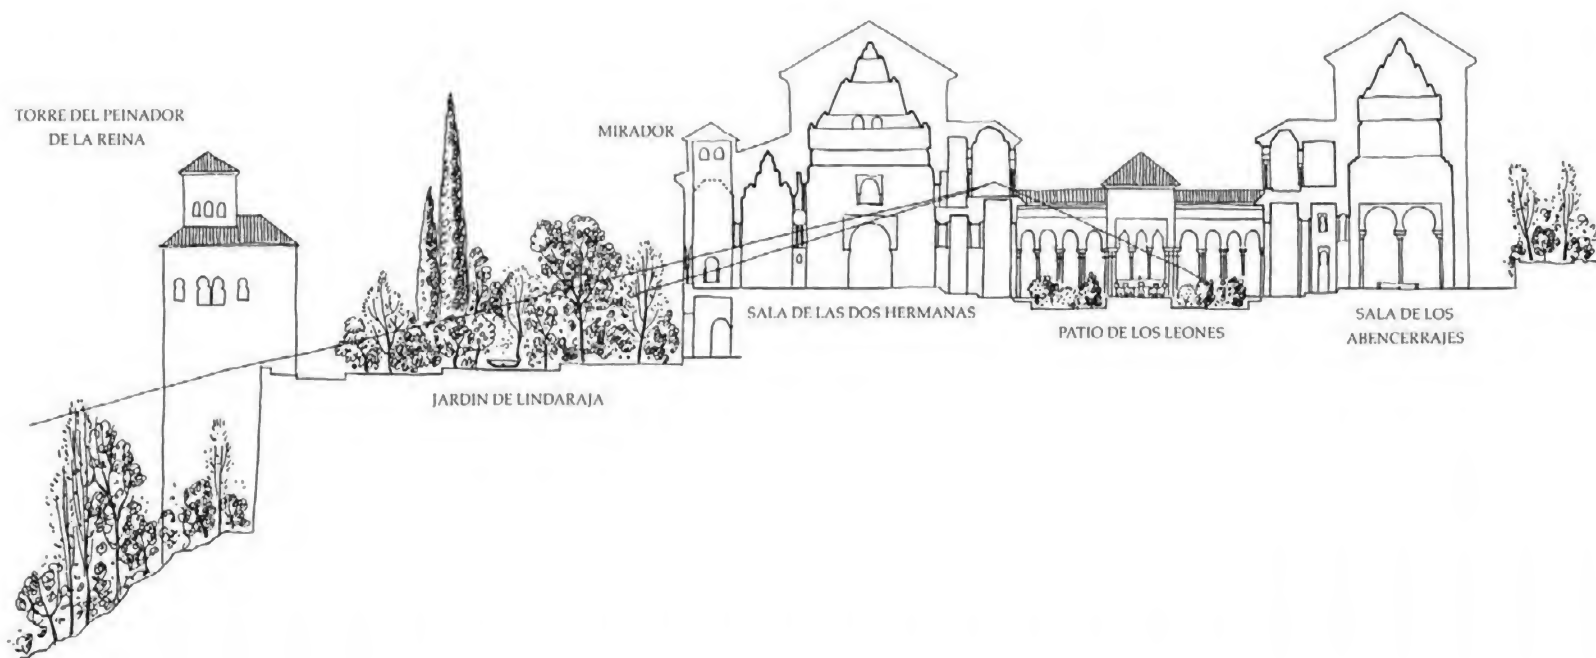 TORRE DEL PEINADOR
DE LA REINA
MIRADOR
JARDIN DE LINDARAJA
SALA DE LAS DOS HERMANAS
PATIO DE LOS LEONES
SALA DE LOS
ABENCERRAJES